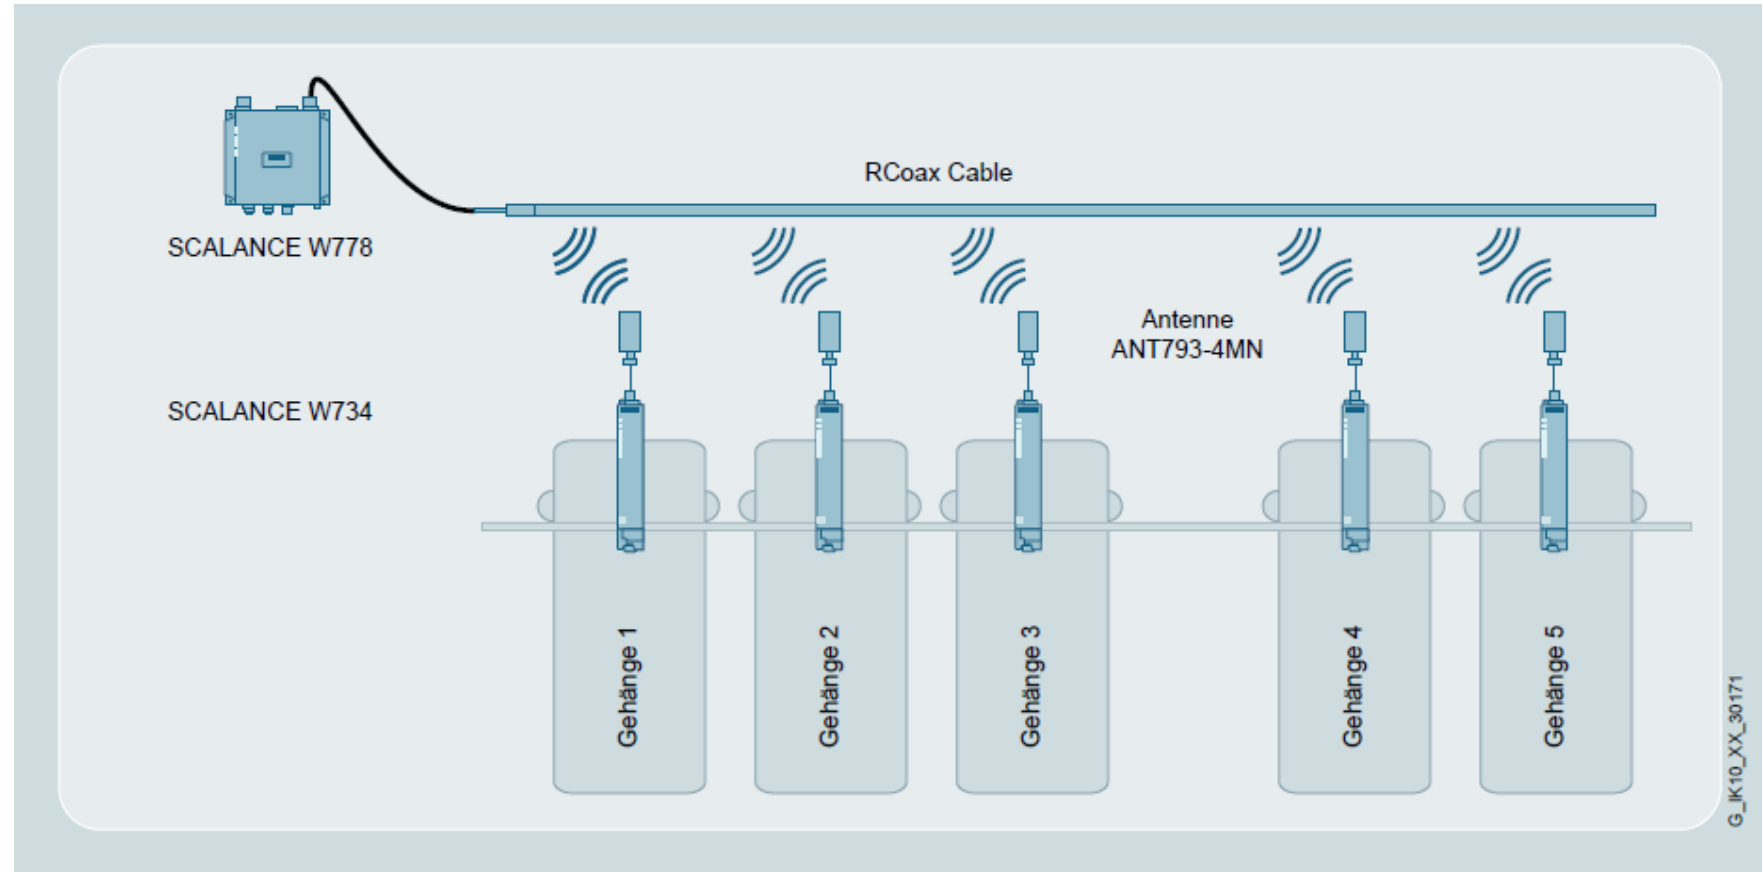 RCoax Cable
SCALANCE W778
Antenne
ANT793-4MN
SCALANCE W734
Gehänge 1
Gehänge 2
Gehänge 3
Gehänge 4
Gehänge 5
G_IK10_XX_30171